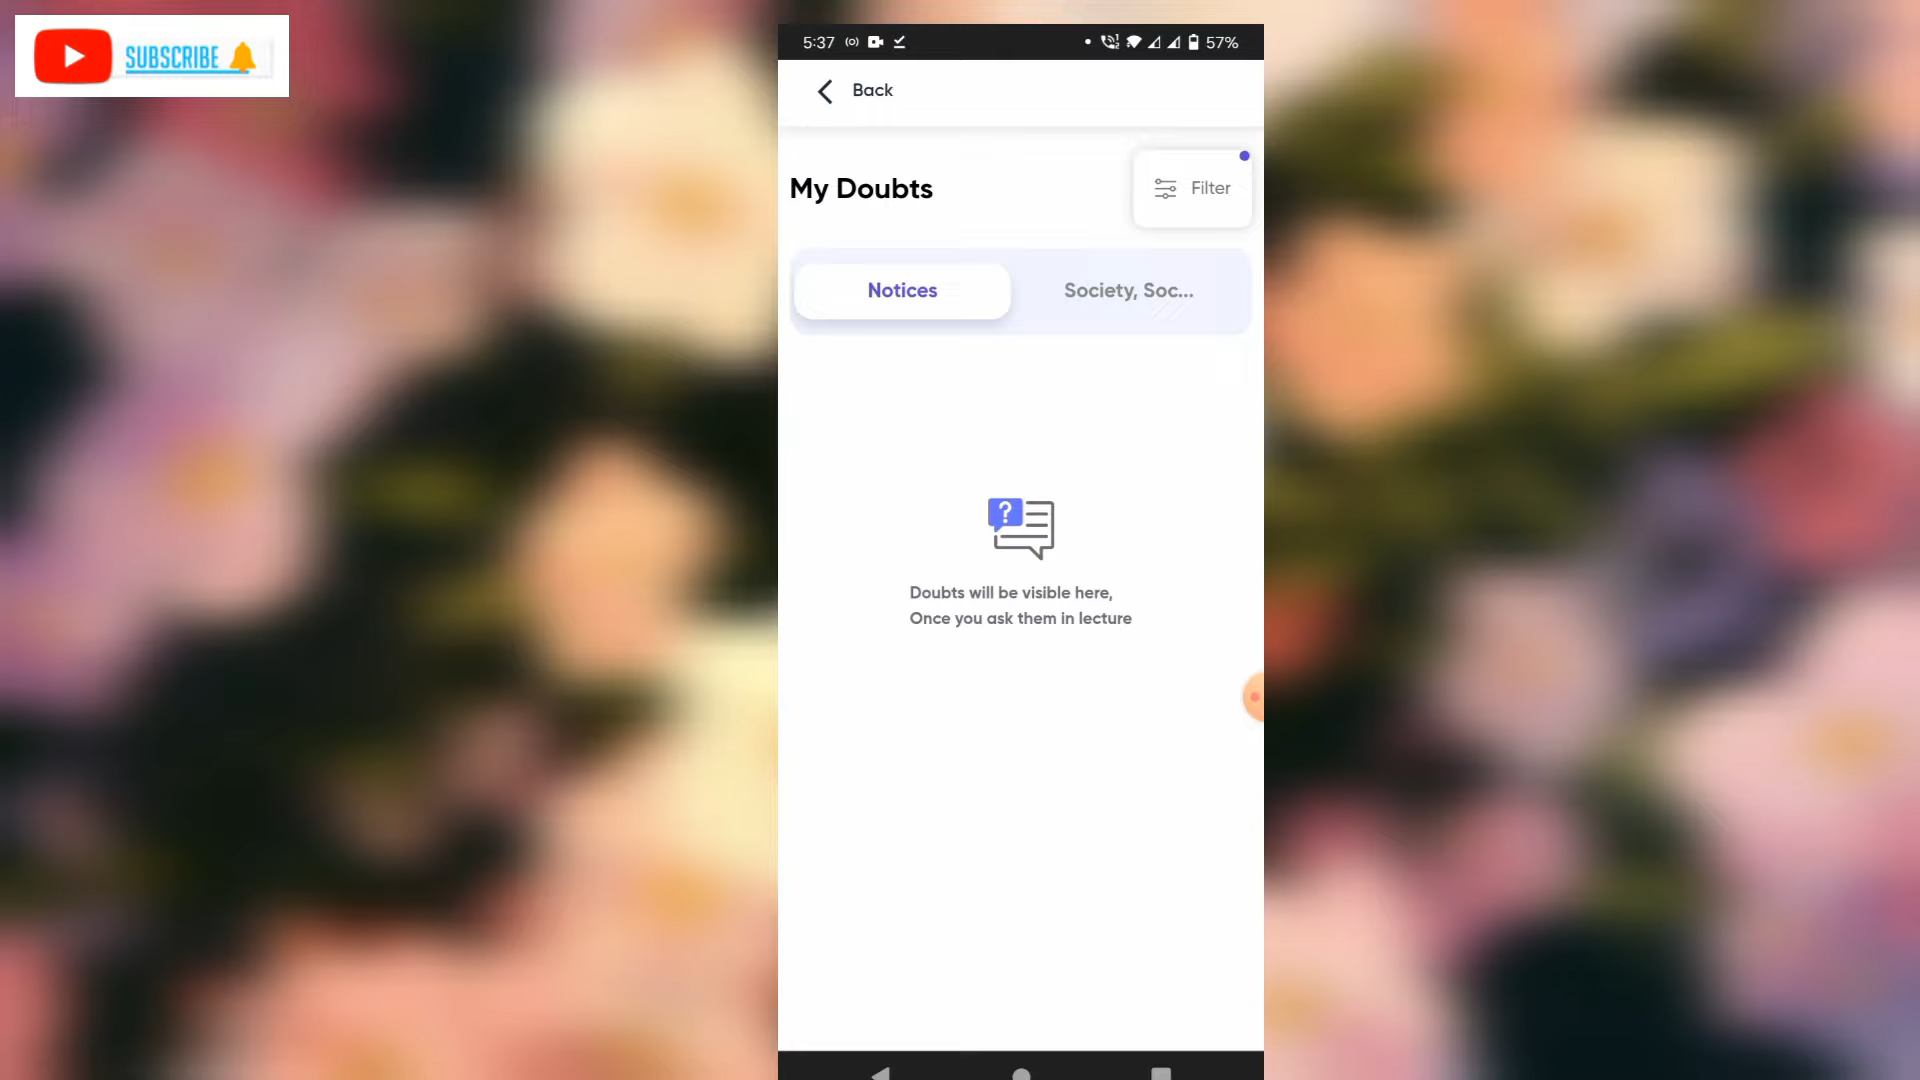 SUBSCRIBE
5:37
57%
Back
My Doubts
Filter
Notices
Society, Soc...
?
Doubts will be visible here,
Once you ask them in lecture